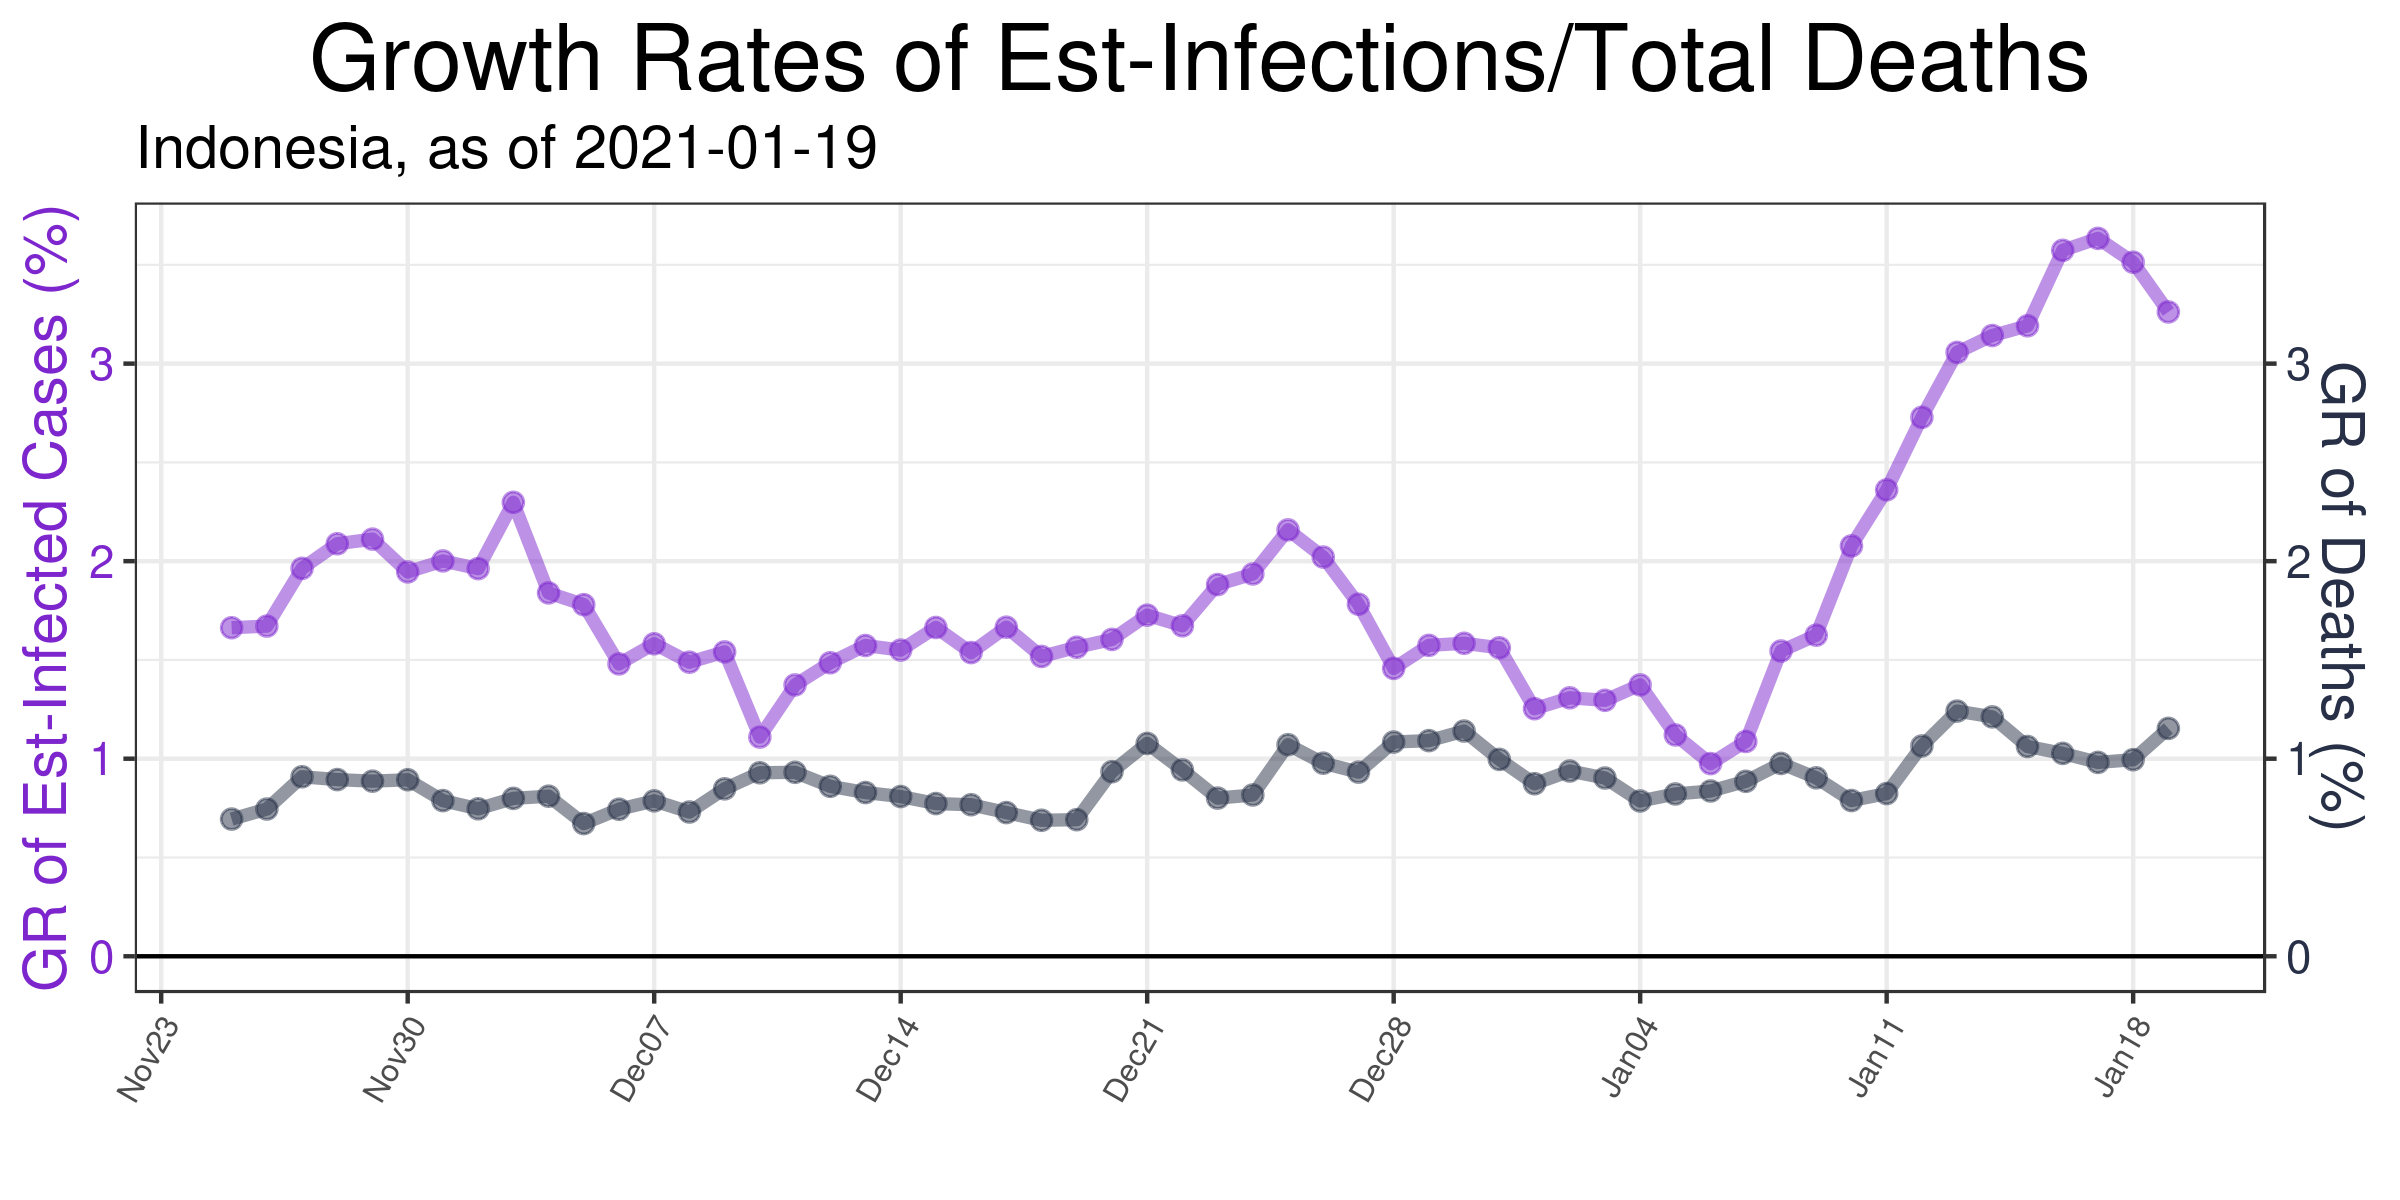 Growth Rates of Est-Infections/Total Deaths
Indonesia, as of 2021-01-19
GR of Est-Infected Cases (%)
3
2
1
0
3
2
1
0
GR of Deaths (%)
Nov23
Nov30
Dec07
Dec14
Dec21
Dec28
Jan04
Jan11
Jan18